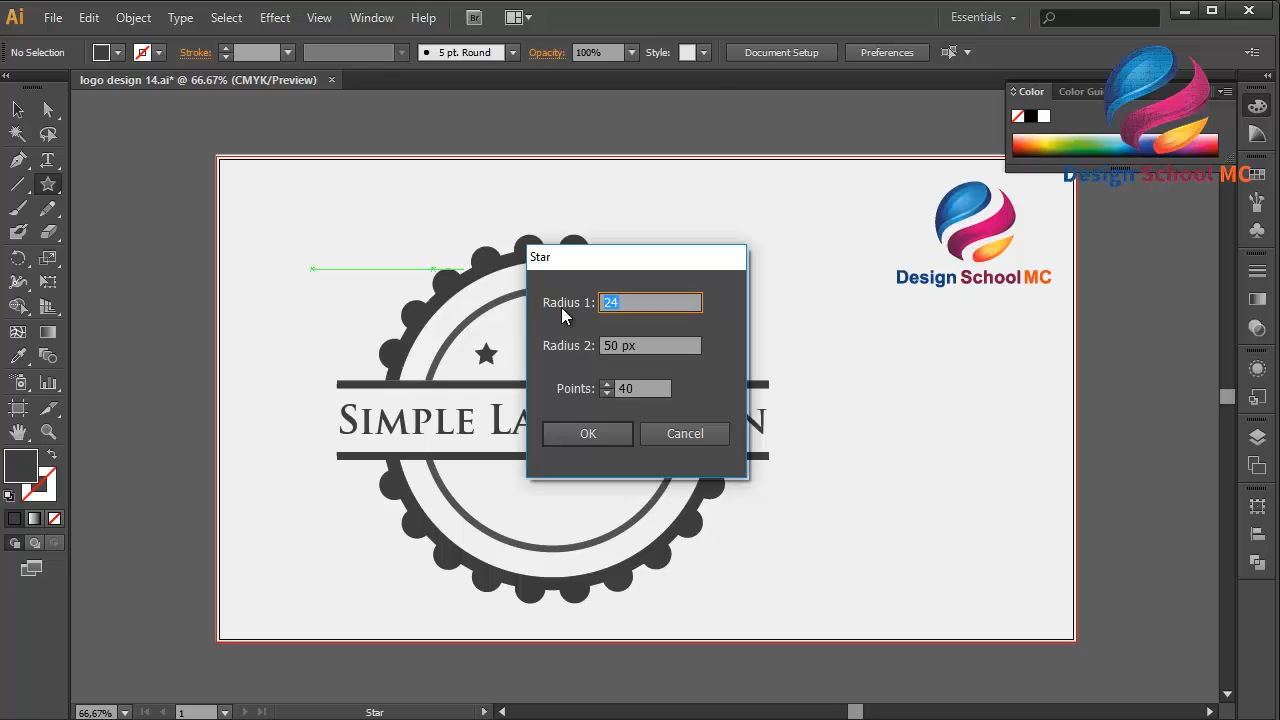 Ai File Edit Object Type Select Effect View Window Help Br Essentials
No Selection Stroke: 5 pt. Round Opacity: 100% Style: Document Setup Preferences
logo design 14.ai* @ 66.67% (CMYK/Preview) ×
Color Color Gui
Design School MC
Design School MC
Star
Radius 1: 24
Radius 2: 50 px
Points: 40
OK Cancel
SIMPLE LA N
66,67% 1 Star